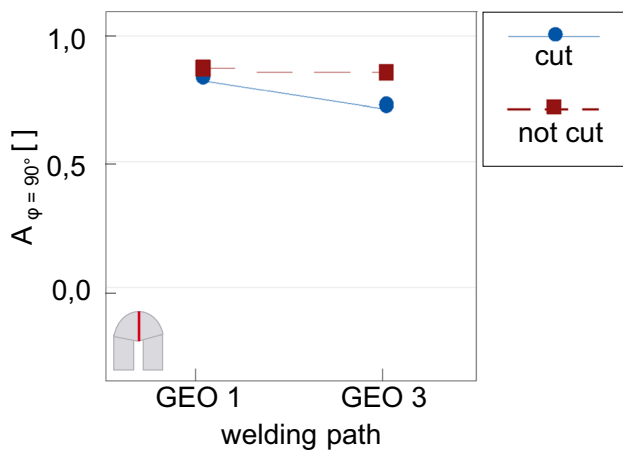 1,0
0,5
0,0
A φ = 90° [ ]
GEO 1 GEO 3
welding path
cut
not cut